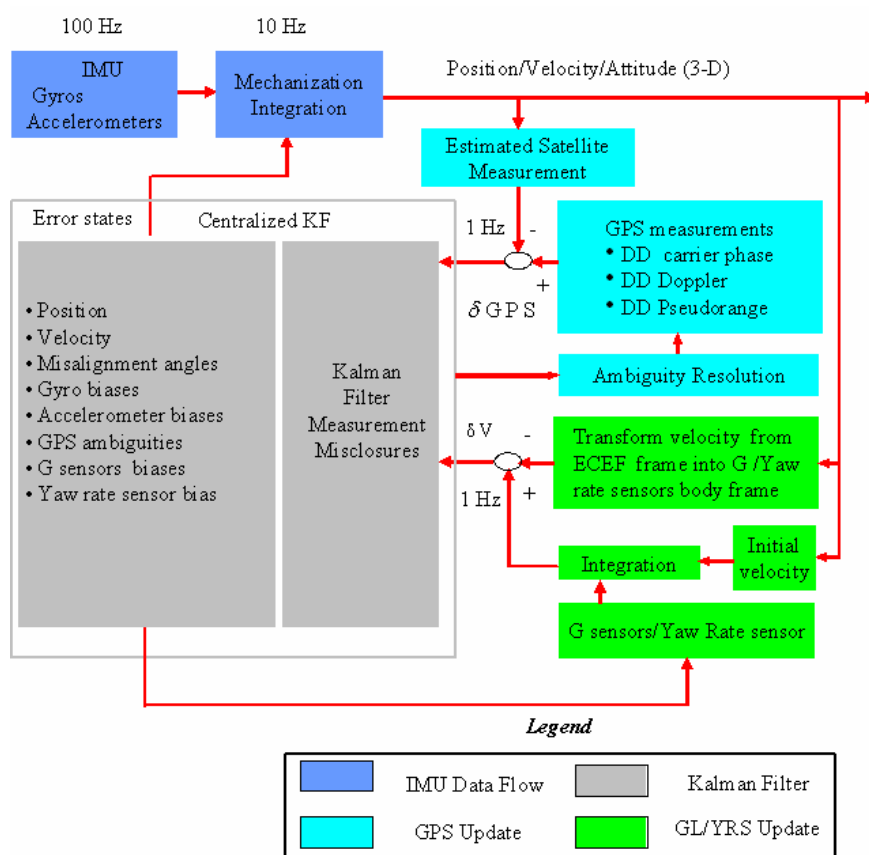 100 Hz
10 Hz
IMU
Gyros
Accelerometers
Mechanization
Integration
Position/Velocity/Attitude (3-D)
Estimated Satellite
Measurement
Error states
Centralized KF
1 Hz
-
+
δ G P S
GPS measurements
• DD carrier phase
• DD Doppler
• DD Pseudorange
• Position
• Velocity
• Misalignment angles
• Gyro biases
• Accelerometer biases
• GPS ambiguities
• G sensors biases
• Yaw rate sensor bias
Kalman
Filter
Measurement
Misclosures
Ambiguity Resolution
δ V
-
+
1 Hz
Transform velocity from
ECEF frame into G /Yaw
rate sensors body frame
Integration
Initial
velocity
G sensors/Yaw Rate sensor
Legend
IMU Data Flow
Kalman Filter
GPS Update
GL/YRS Update